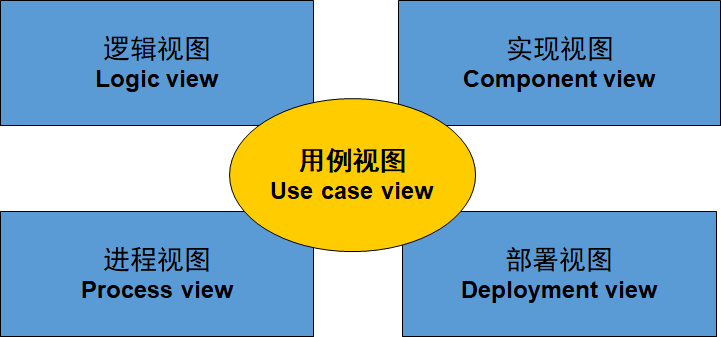 逻辑视图
Logic view
实现视图
Component view
用例视图
Use case view
进程视图
Process view
部署视图
Deployment view